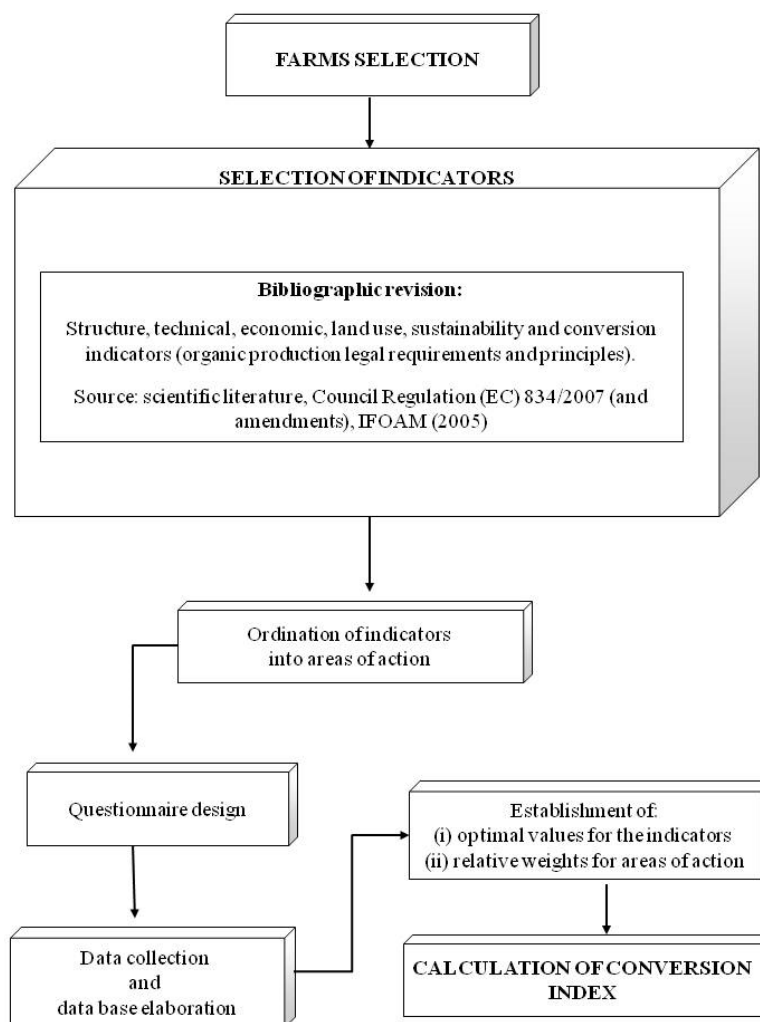 FARMS SELECTION
SELECTION OF INDICATORS
Bibliographic revision:
Structure, technical, economic, land use, sustainability and conversion
indicators (organic production legal requirements and principles).
Source: scientific literature, Council Regulation (EC) 834/2007 (and
amendments), IFOAM (2005)
Ordination of indicators
into areas of action
Questionnaire design
Establishment of:
(i) optimal values for the indicators
(ii) relative weights for areas of action
Data collection
and
data base elaboration
CALCULATION OF CONVERSION
INDEX